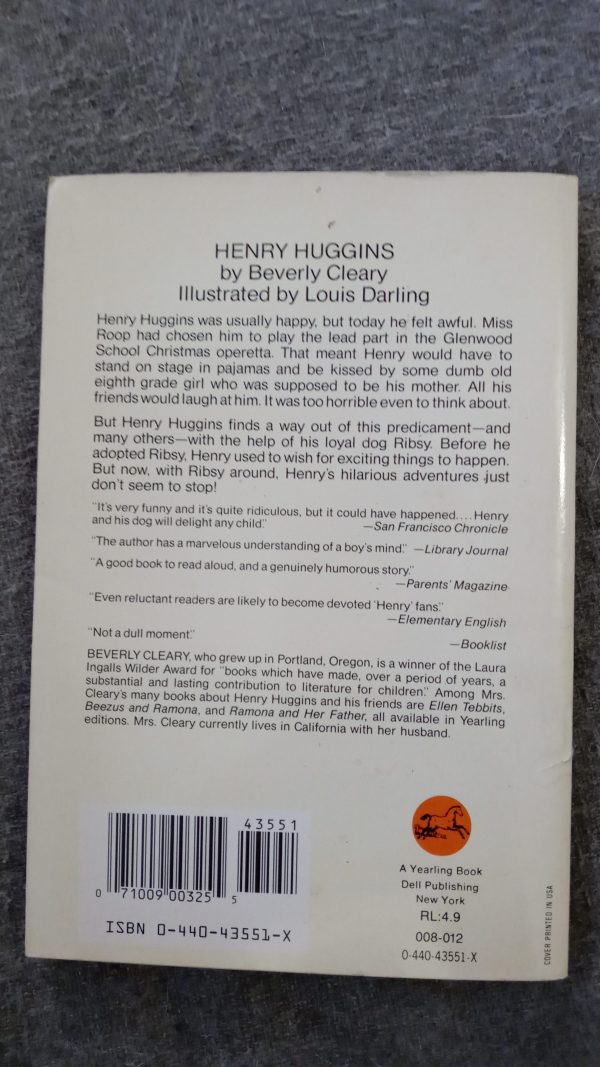 HENRY HUGGINS
by Beverly Cleary
Illustrated by Louis Darling
Henry Huggins was usually happy, but today he felt awful. Miss
Roop had chosen him to play the lead part in the Glenwood
School Christmas operetta. That meant Henry would have to
stand on stage in pajamas and be kissed by some dumb old
eighth grade girl who was supposed to be his mother. All his
friends would laugh at him. It was too horrible even to think about.
But Henry Huggins finds a way out of this predicament—and
many others—with the help of his loyal dog Ribsy. Before he
adopted Ribsy, Henry used to wish for exciting things to happen.
But now, with Ribsy around, Henry's hilarious adventures just
don't seem to stop!
"It's very funny and it's quite ridiculous, but it could have happened.... Henry
and his dog will delight any child." —San Francisco Chronicle
"The author has a marvelous understanding of a boy's mind." —Library Journal
"A good book to read aloud, and a genuinely humorous story."
—Parents' Magazine
"Even reluctant readers are likely to become devoted 'Henry' fans."
—Elementary English
"Not a dull moment."
—Booklist
BEVERLY CLEARY, who grew up in Portland, Oregon, is a winner of the Laura
Ingalls Wilder Award for "books which have made, over a period of years, a
substantial and lasting contribution to literature for children." Among Mrs.
Cleary's many books about Henry Huggins and his friends are Ellen Tebbits,
Beezus and Ramona, and Ramona and Her Father, all available in Yearling
editions. Mrs. Cleary currently lives in California with her husband.
43551
0 71009 00325 5
ISBN 0-440-43551-X
A Yearling Book
Dell Publishing
New York
RL:4.9
008-012
0-440-43551-X
COVER PRINTED IN USA